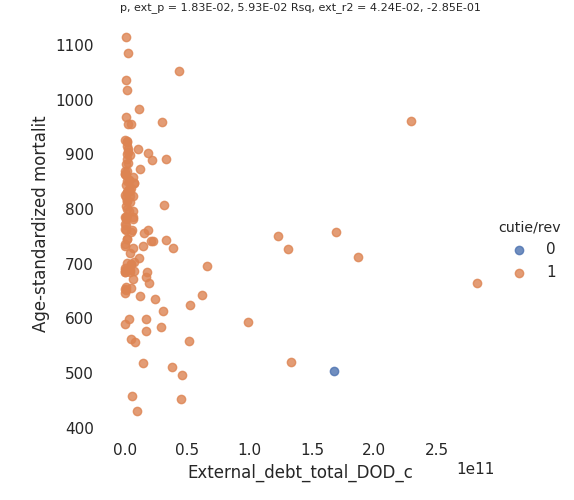 p, ext_p = 1.83E-02, 5.93E-02 Rsq, ext_r2 = 4.24E-02, -2.85E-01
1100
1000
900
800
700
600
500
400
Age-standardized mortalit
cutie/rev
0
1
0.0 0.5 1.0 1.5 2.0 2.5
1e11
External_debt_total_DOD_c